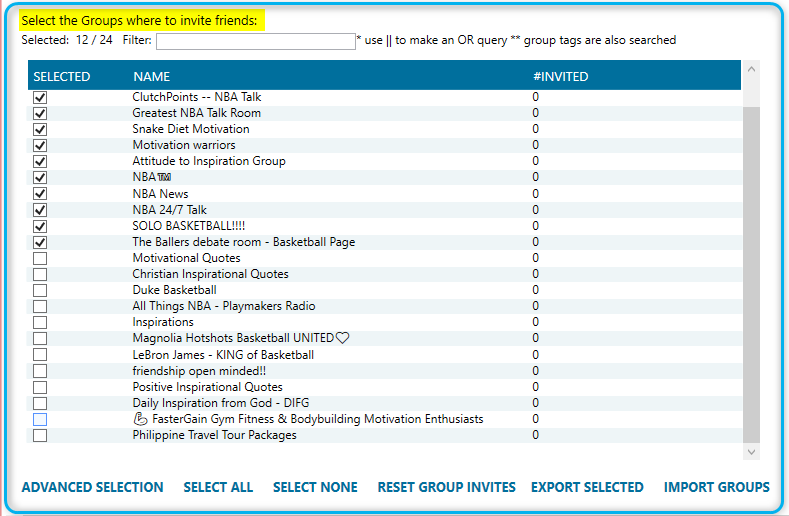 Select the Groups where to invite friends:
Selected: 12 / 24 Filter: * use || to make an OR query ** group tags are also searched
SELECTED NAME #INVITED
ClutchPoints -- NBA Talk 0
Greatest NBA Talk Room 0
Snake Diet Motivation 0
Motivation warriors 0
Attitude to Inspiration Group 0
NBA™️ 0
NBA News 0
NBA 24/7 Talk 0
SOLO BASKETBALL!!!! 0
The Ballers debate room - Basketball Page 0
Motivational Quotes 0
Christian Inspirational Quotes 0
Duke Basketball 0
All Things NBA - Playmakers Radio 0
Inspirations 0
Magnolia Hotshots Basketball UNITED♡ 0
LeBron James - KING of Basketball 0
friendship open minded!! 0
Positive Inspirational Quotes 0
Daily Inspiration from God - DIFG 0
💪 FasterGain Gym Fitness & Bodybuilding Motivation Enthusiasts 0
Philippine Travel Tour Packages 0
ADVANCED SELECTION SELECT ALL SELECT NONE RESET GROUP INVITES EXPORT SELECTED IMPORT GROUPS